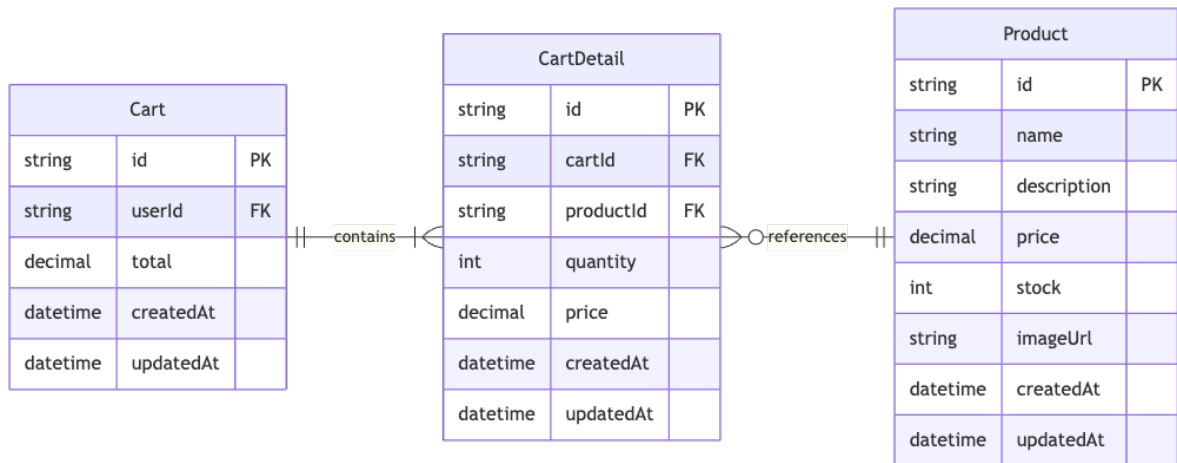 Cart
string id PK
string userId FK
decimal total
datetime createdAt
datetime updatedAt
contains
CartDetail
string id PK
string cartId FK
string productId FK
int quantity
decimal price
datetime createdAt
datetime updatedAt
references
Product
string id PK
string name
string description
decimal price
int stock
string imageUrl
datetime createdAt
datetime updatedAt